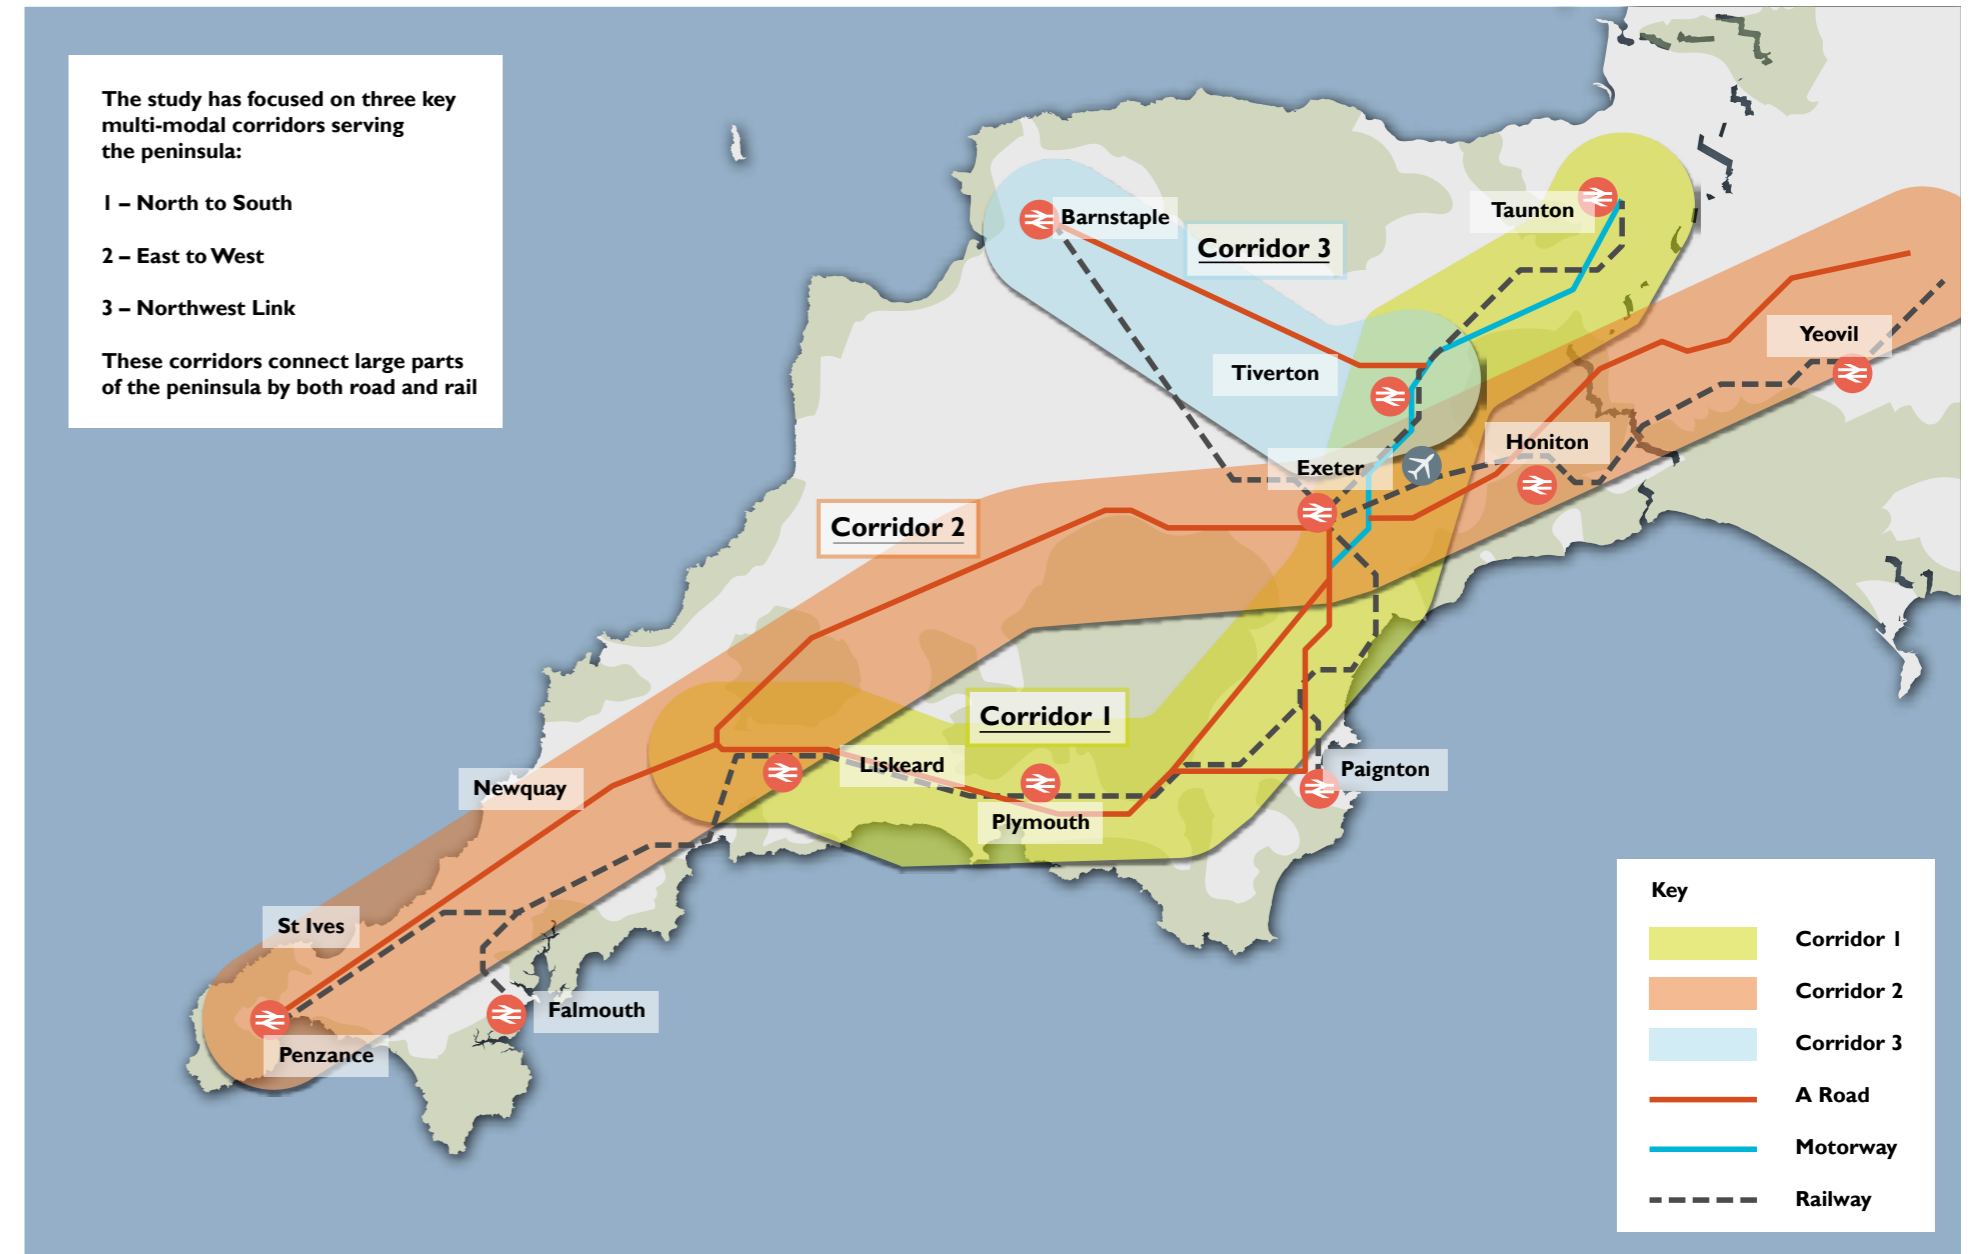 The study has focused on three key
multi-modal corridors serving
the peninsula:
1 – North to South
2 – East to West
3 – Northwest Link
These corridors connect large parts
of the peninsula by both road and rail
Barnstaple
Taunton
Corridor 3
Yeovil
Tiverton
Honiton
Exeter
Corridor 2
Corridor 1
Liskeard
Paignton
Newquay
Plymouth
St Ives
Falmouth
Penzance
Key
Corridor 1
Corridor 2
Corridor 3
A Road
Motorway
Railway